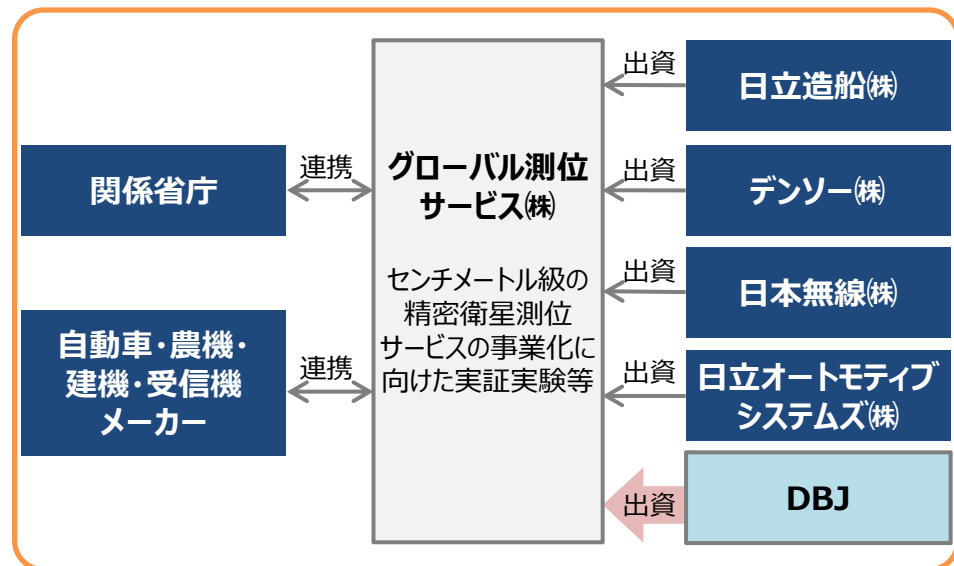 関係省庁
連携
自動車・農機・
建機・受信機
メーカー
連携
グローバル測位
サービス㈱
センチメートル級の
精密衛星測位
サービスの事業化に
向けた実証実験等
出資
日立造船㈱
出資
デンソー㈱
出資
日本無線㈱
出資
日立オートモティブ
システムズ㈱
出資
DBJ